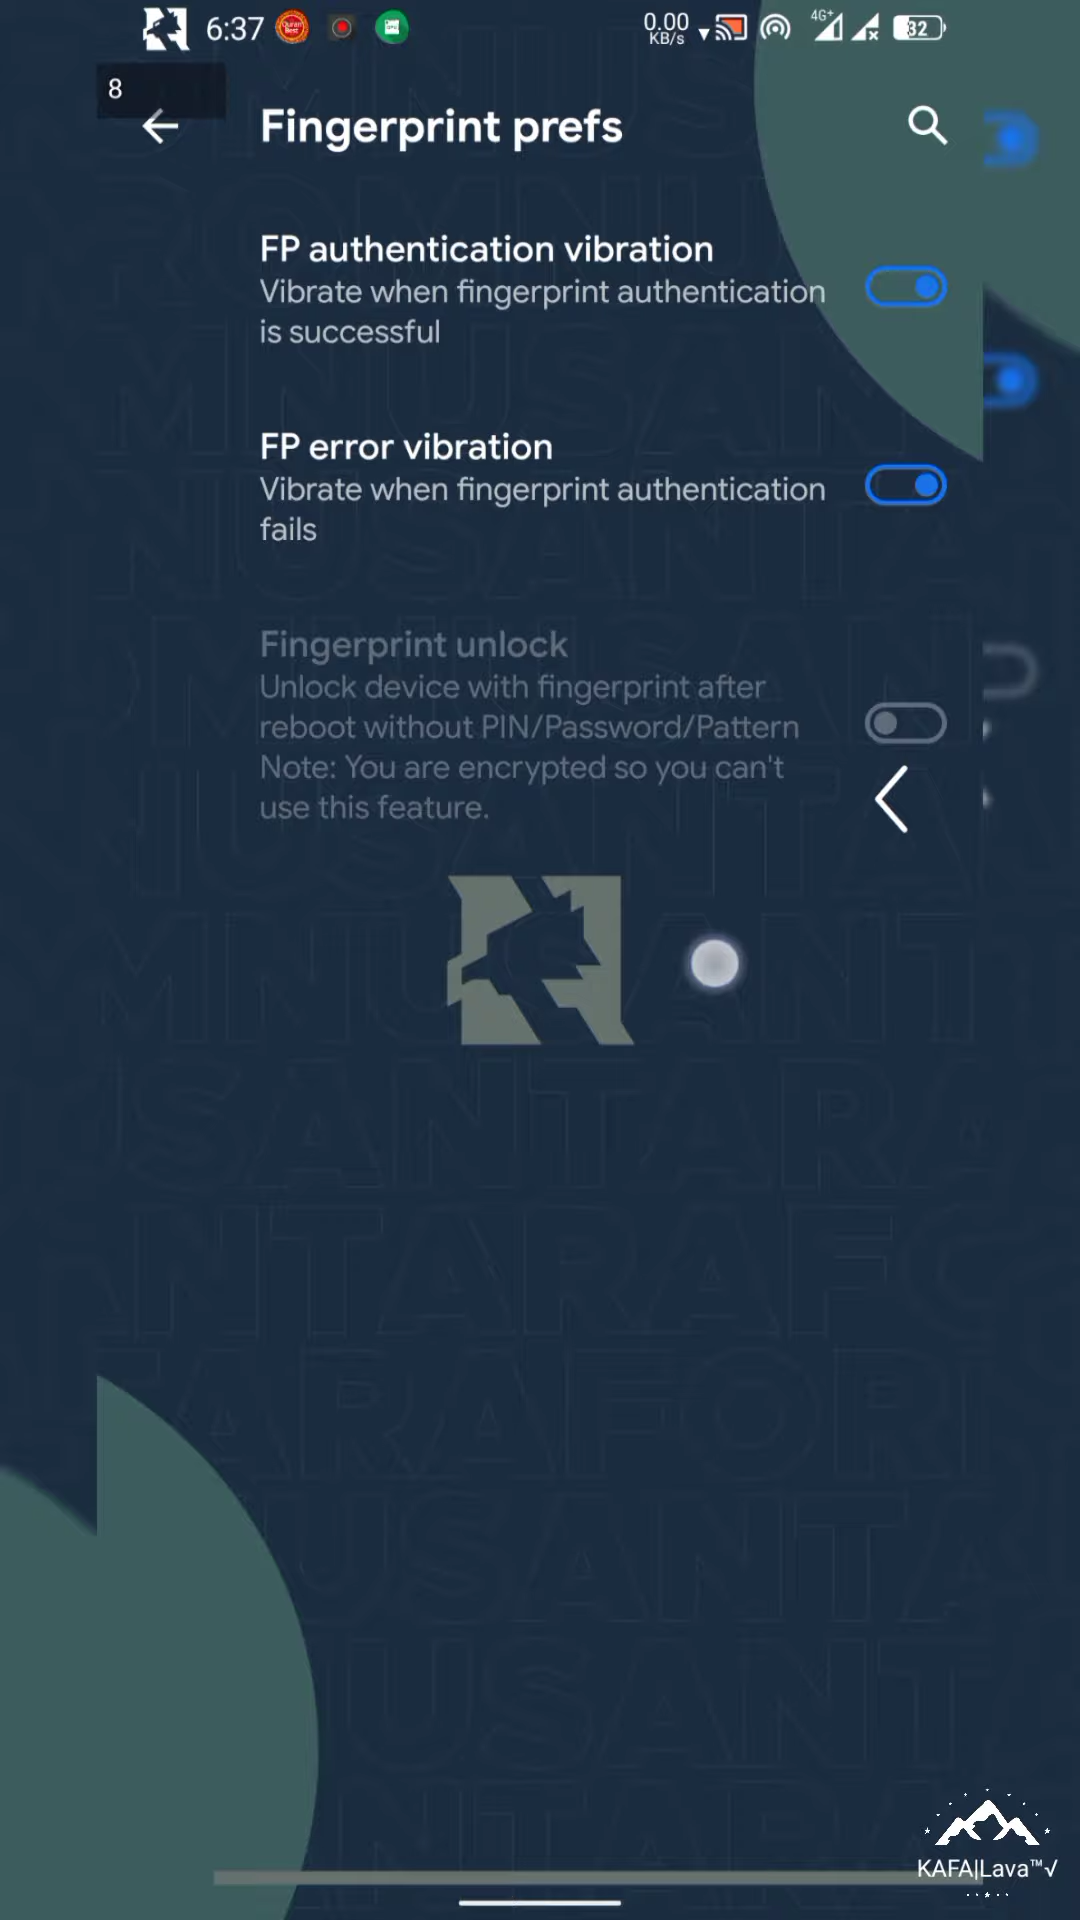 6:37
0.00
KB/s
4G+
32
8
Fingerprint prefs
FP authentication vibration
Vibrate when fingerprint authentication
is successful
FP error vibration
Vibrate when fingerprint authentication
fails
Fingerprint unlock
Unlock device with fingerprint after
reboot without PIN/Password/Pattern
Note: You are encrypted so you can't
use this feature.
KAFA|Lava™√